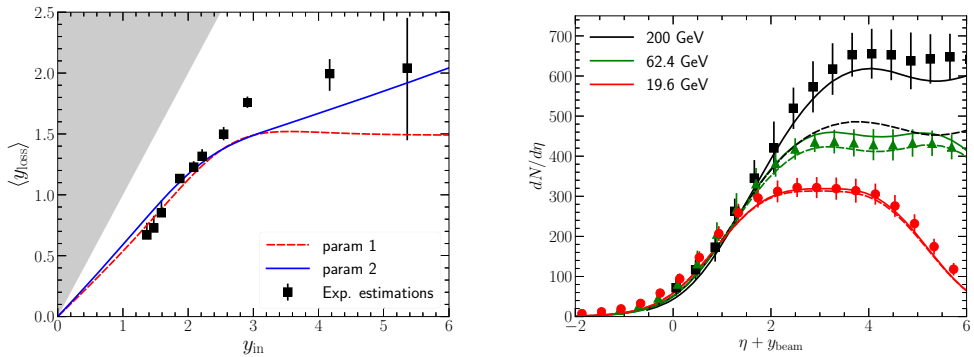 2.5
2.0
1.5
1.0
0.5
0.0
⟨y_loss⟩
param 1
param 2
Exp. estimations
0 1 2 3 4 5 6
y_in
700
600
500
400
300
200
100
0
dN/dη
200 GeV
62.4 GeV
19.6 GeV
−2 0 2 4 6
η + y_beam